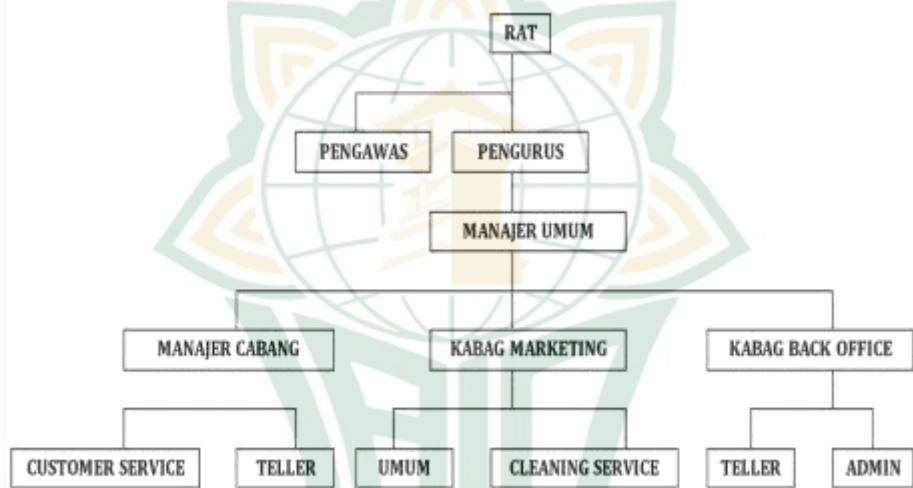 RAT
PENGAWAS
PENGURUS
MANAJER UMUM
MANAJER CABANG
KABAG MARKETING
KABAG BACK OFFICE
CUSTOMER SERVICE
TELLER
UMUM
CLEANING SERVICE
TELLER
ADMIN